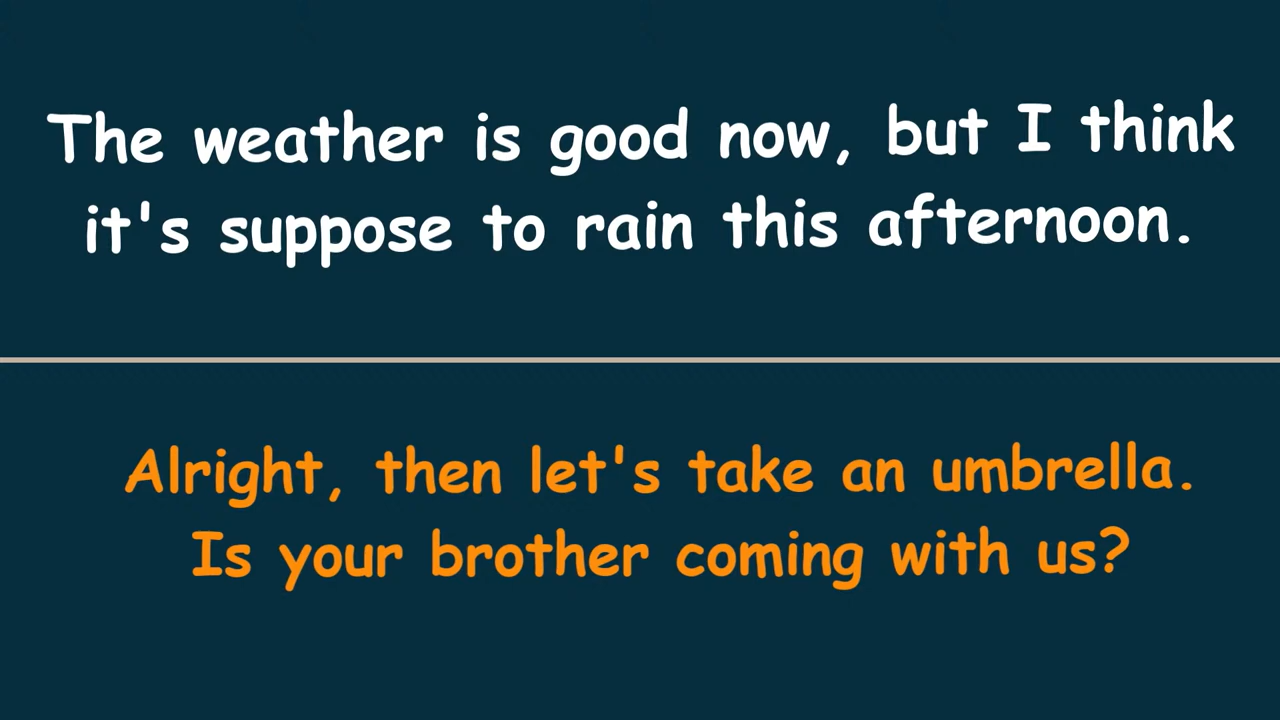 The weather is good now, but I think
it's suppose to rain this afternoon.
Alright, then let's take an umbrella.
Is your brother coming with us?